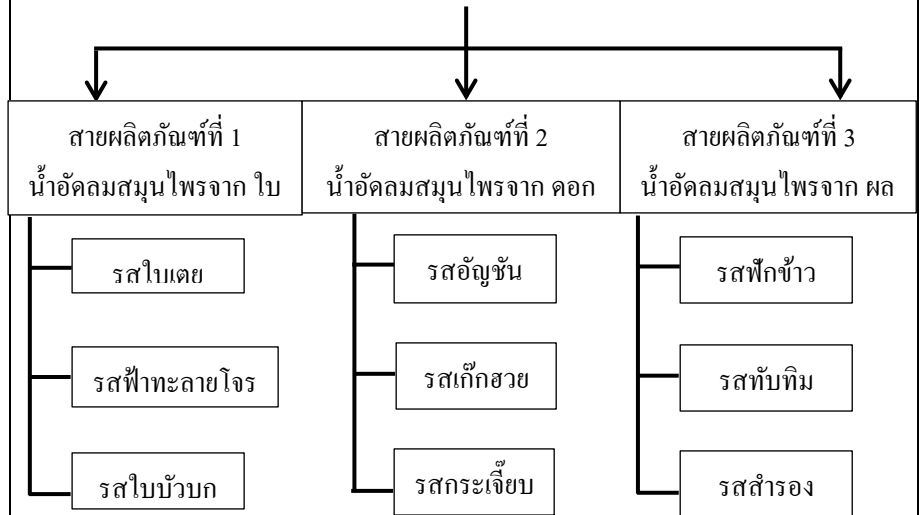 สายผลิตภัณฑ์ที่ 1
น้ำอัดลมสมุนไพรจาก ใบ
สายผลิตภัณฑ์ที่ 2
น้ำอัดลมสมุนไพรจาก ดอก
สายผลิตภัณฑ์ที่ 3
น้ำอัดลมสมุนไพรจาก ผล
รสใบเตย
รสฟ้าทะลายโจร
รสใบบัวบก
รสอัญชัน
รสเก๊กฮวย
รสกระเจี๊ยบ
รสฟักข้าว
รสทับทิม
รสสำรอง